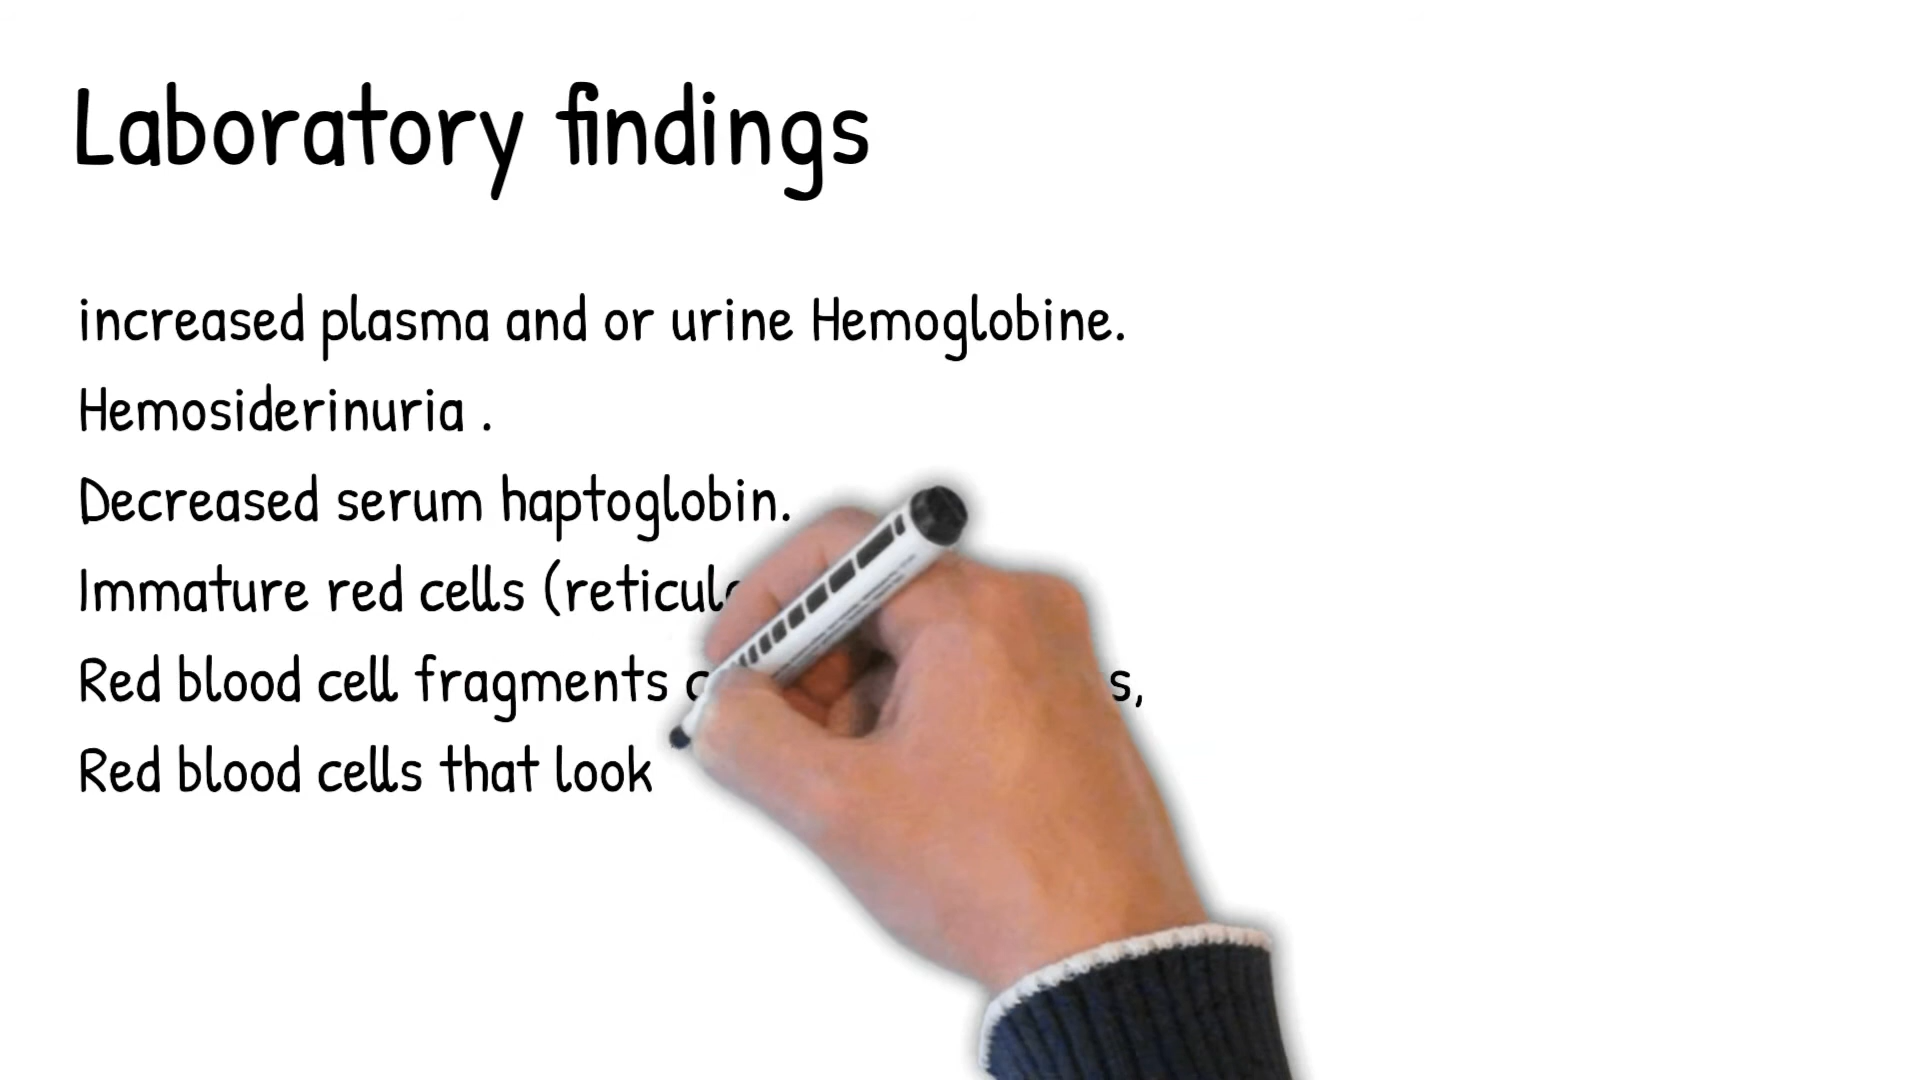 Laboratory findings
increased plasma and or urine Hemoglobine.
Hemosiderinuria .
Decreased serum haptoglobin.
Immature red cells
Red blood cell fragments
Red blood cells that look